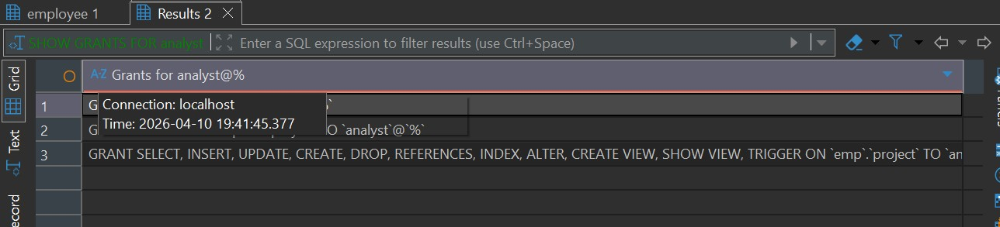 employee 1 Results 2
SHOW GRANTS FOR analyst Enter a SQL expression to filter results (use Ctrl+Space)
Grid
A-Z Grants for analyst@%
1 G
Connection: localhost
Time: 2026-04-10 19:41:45.377
2 G O `analyst`@`%`
Text
3 GRANT SELECT, INSERT, UPDATE, CREATE, DROP, REFERENCES, INDEX, ALTER, CREATE VIEW, SHOW VIEW, TRIGGER ON `emp`.`project` TO `an
ecord